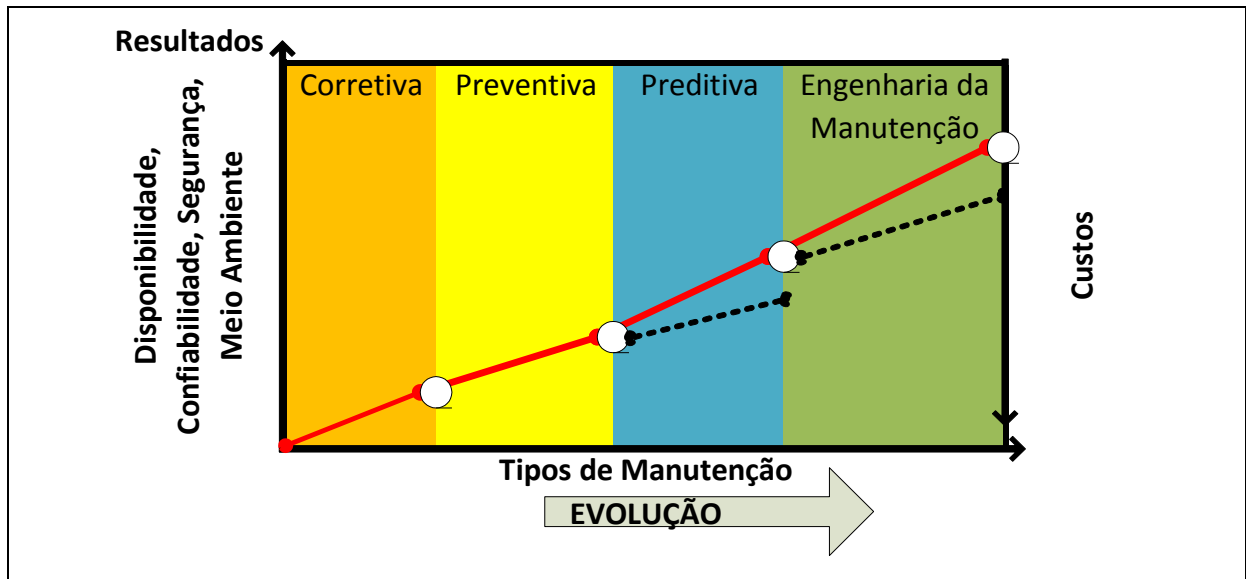 Resultados
Corretiva
Preventiva
Preditiva
Engenharia da
Manutenção
Disponibilidade,
Confiabilidade, Segurança,
Meio Ambiente
Custos
Tipos de Manutenção
EVOLUÇÃO